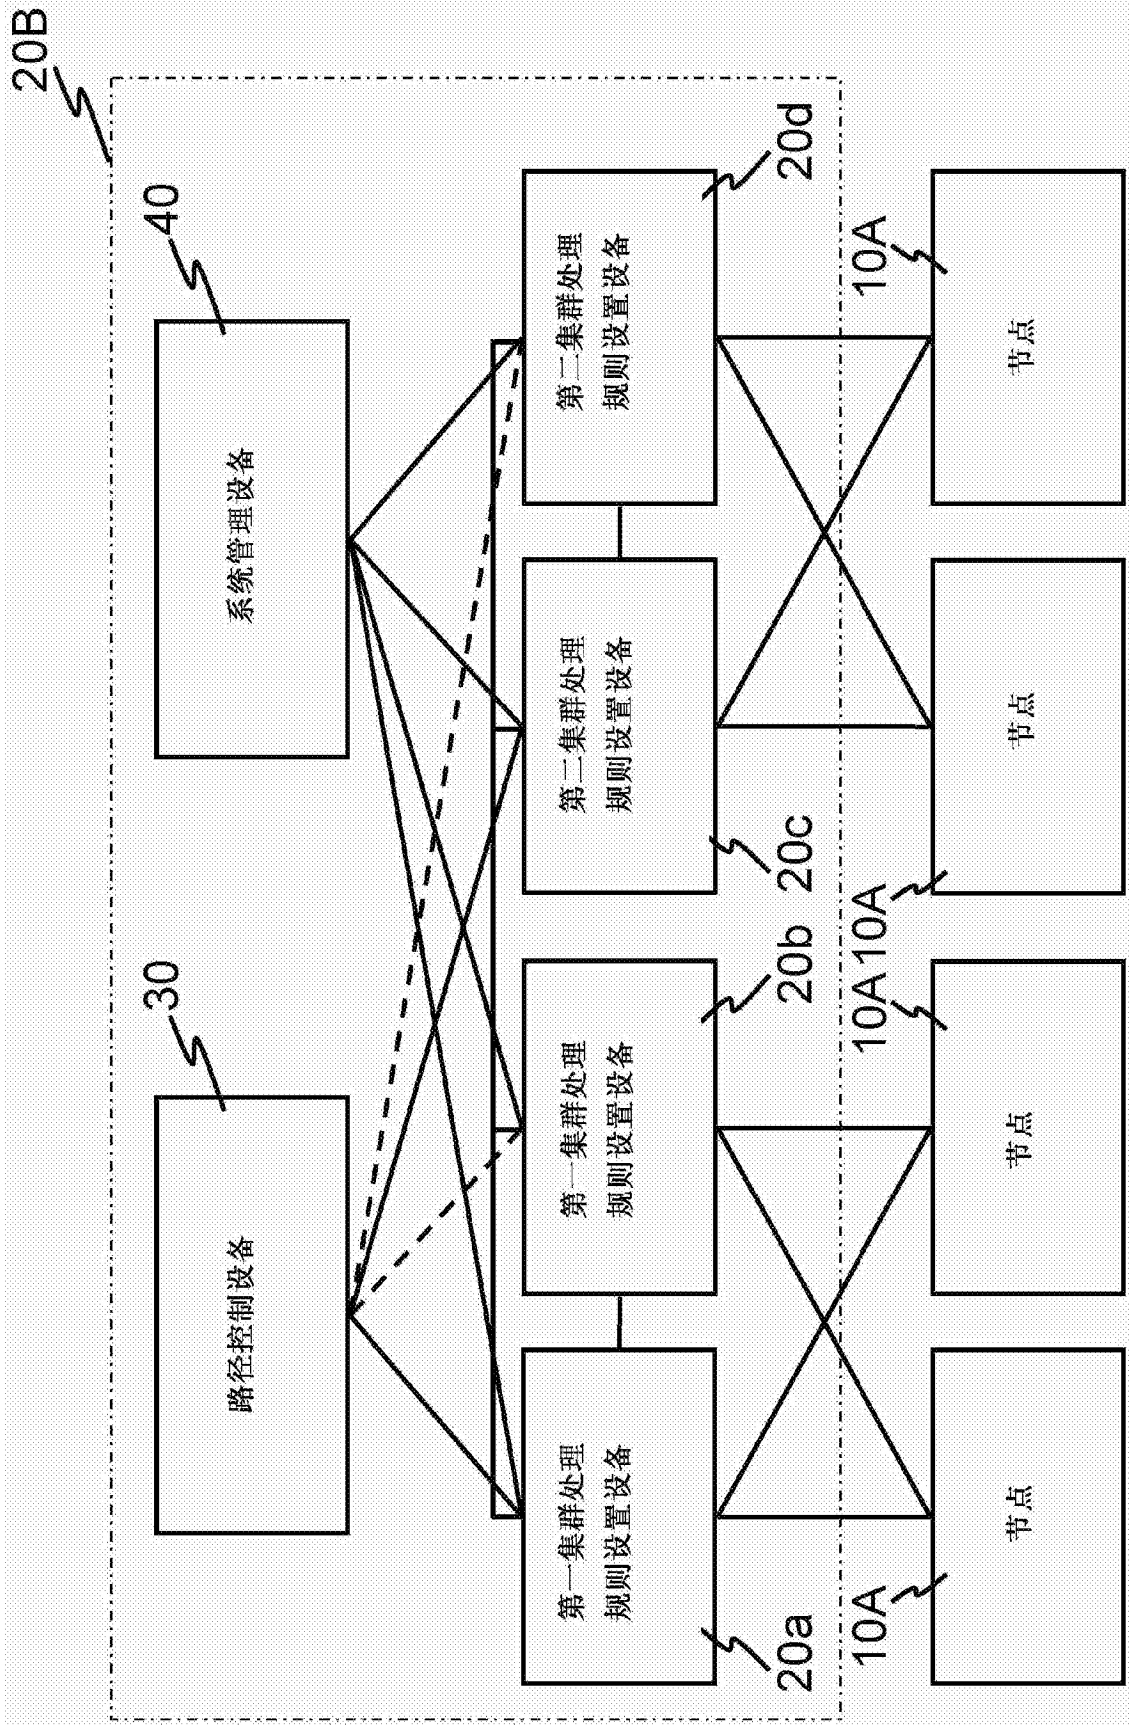 20B
30
40
路径控制设备
系统管理设备
第一集群处理
规则设置设备
第一集群处理
规则设置设备
第二集群处理
规则设置设备
第二集群处理
规则设置设备
20a
20b
20c
20d
10A
10A
10A
10A
节点
节点
节点
节点